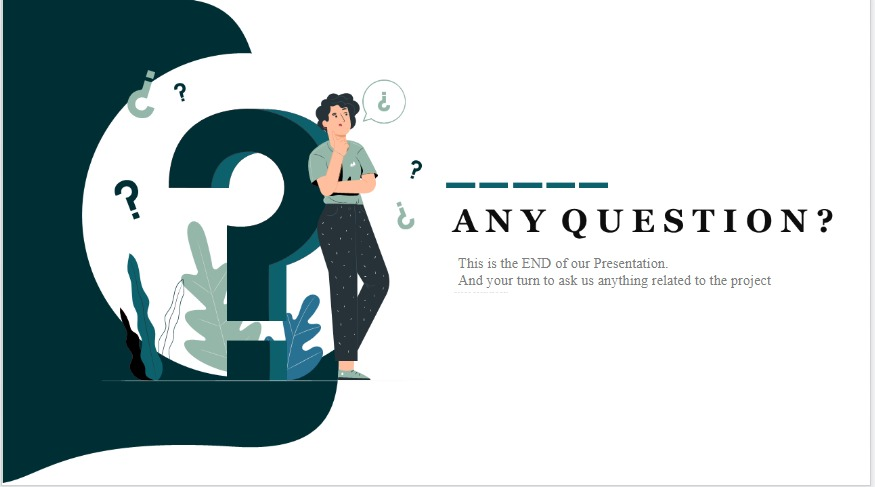 ANY QUESTION?
This is the END of our Presentation.
And your turn to ask us anything related to the project